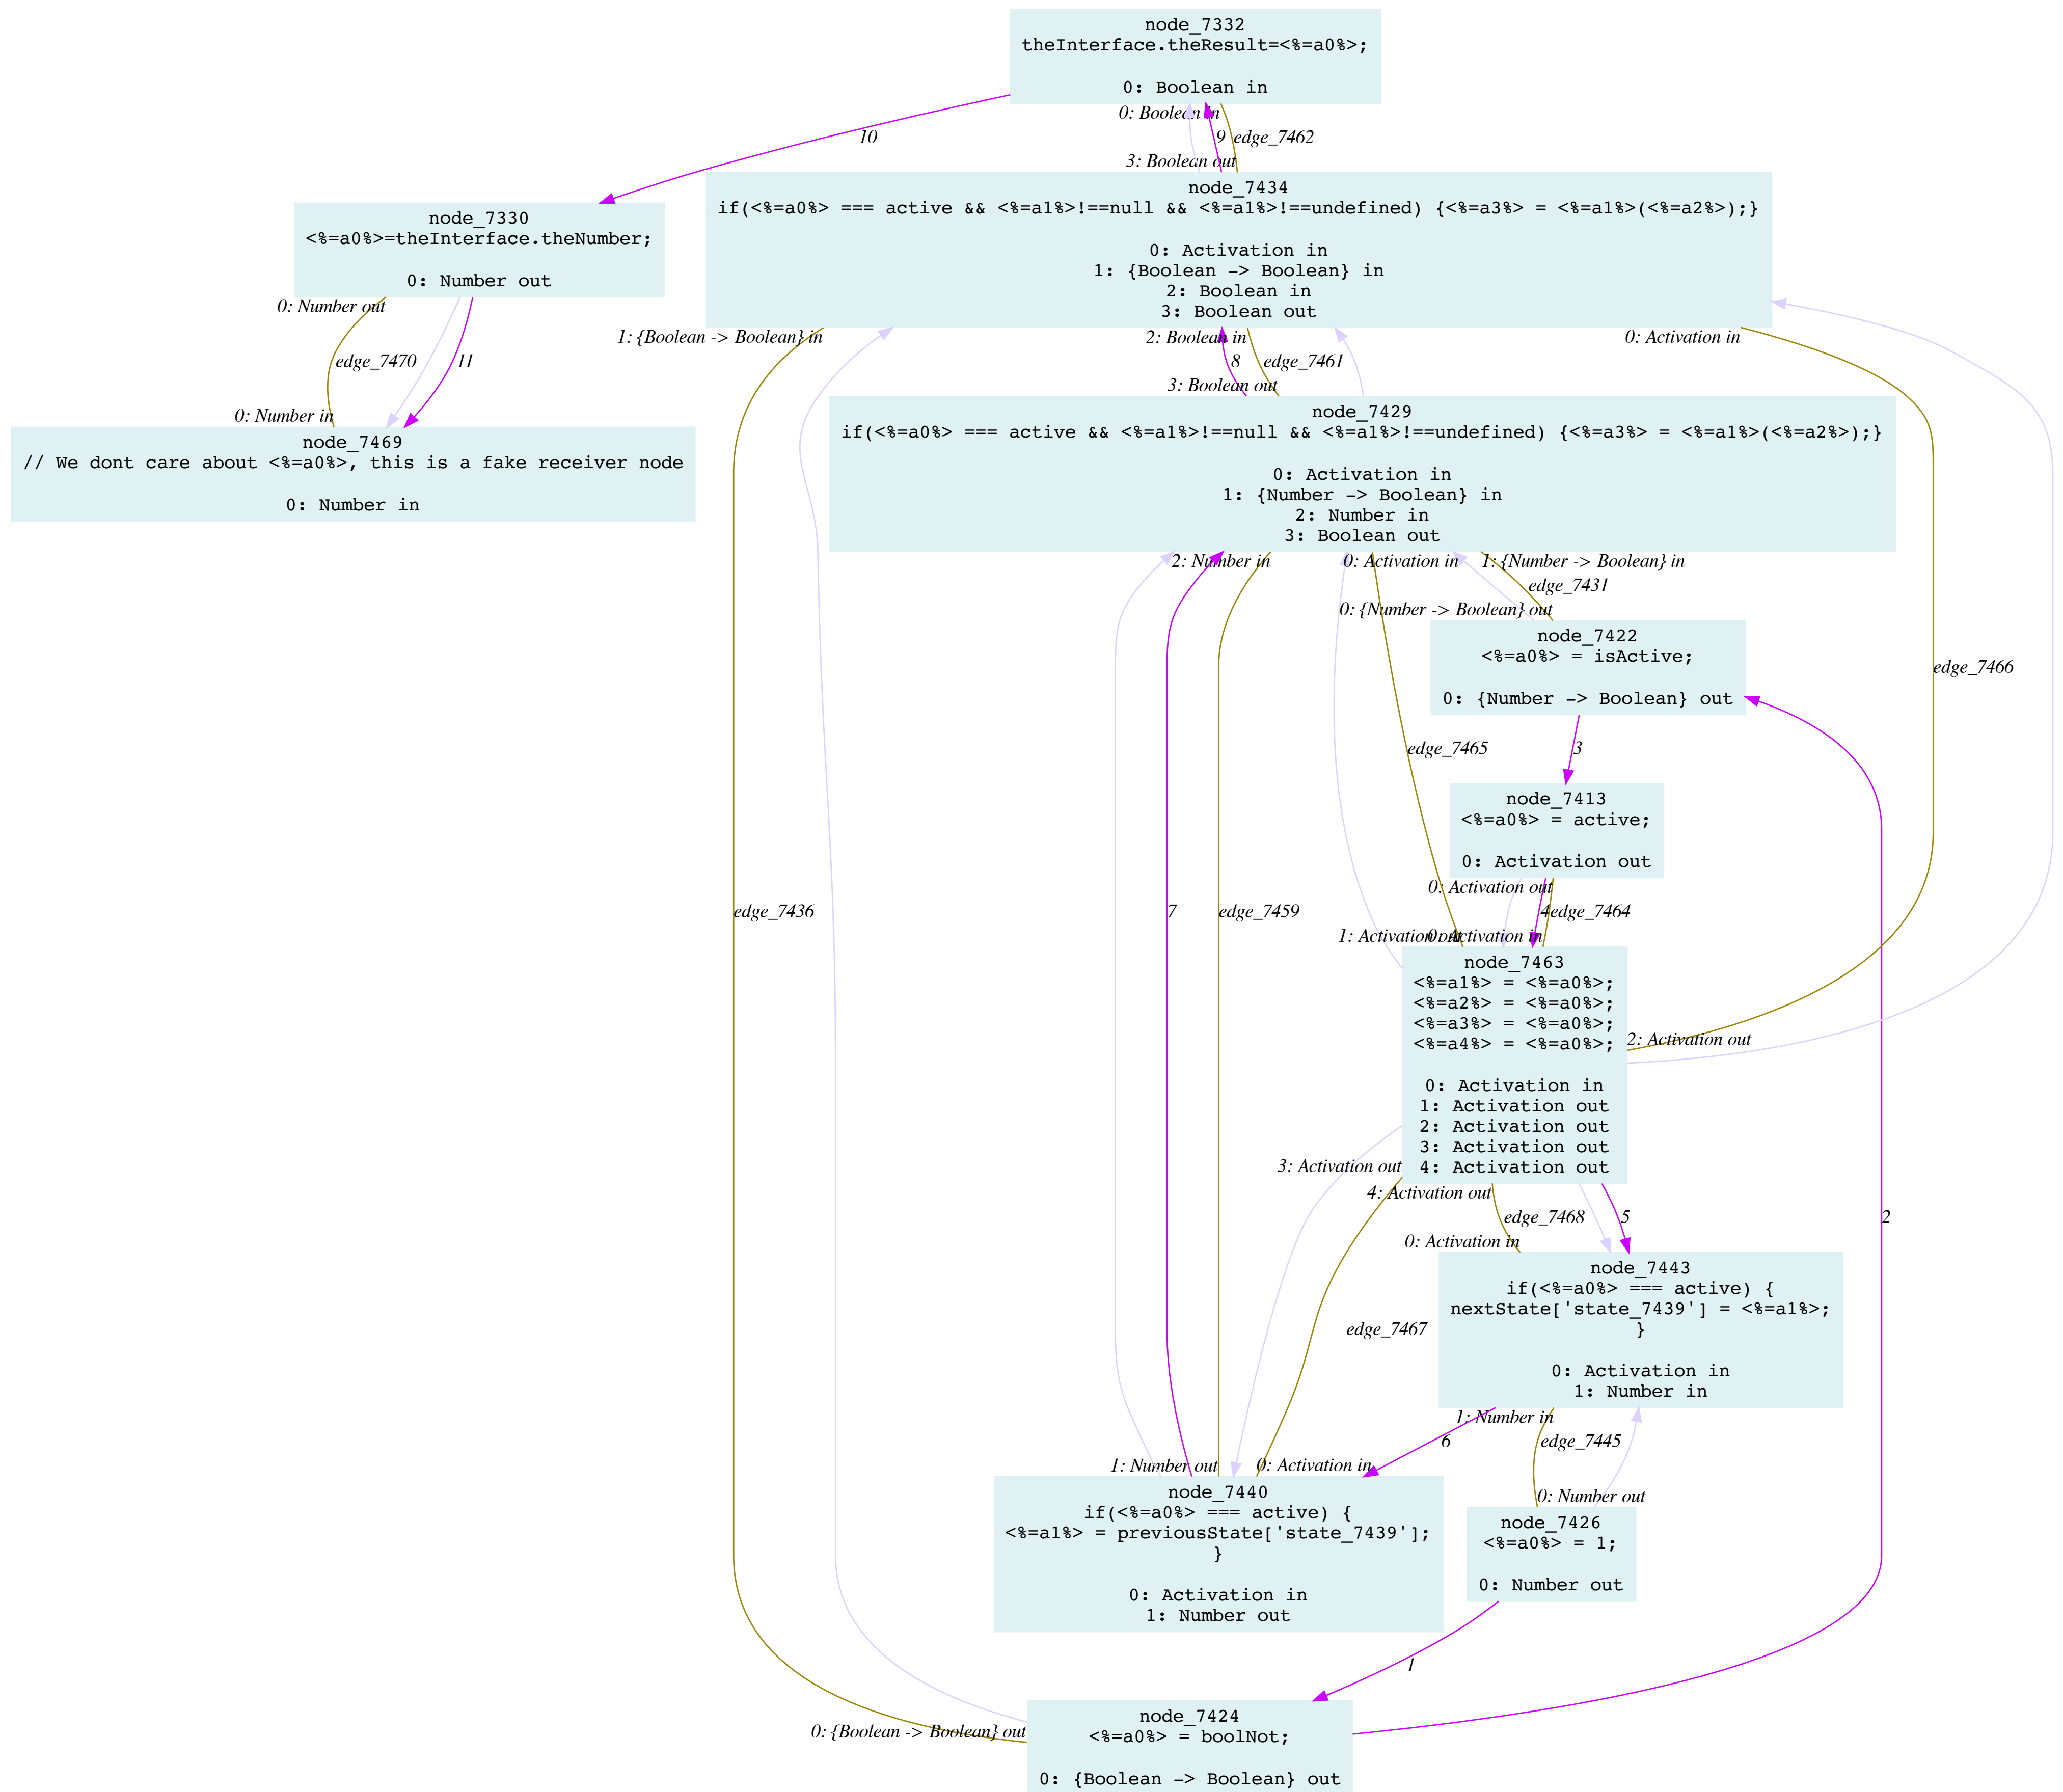 node_7332
theInterface.theResult=<%=a0%>;
0: Boolean in
0: Boolean in
10
9
edge_7462
3: Boolean out
node_7434
if(<%=a0%> === active && <%=a1%>!==null && <%=a1%>!==undefined) {<%=a3%> = <%=a1%>(<%=a2%>);}
0: Activation in
1: {Boolean -> Boolean} in
2: Boolean in
3: Boolean out
node_7330
<%=a0%>=theInterface.theNumber;
0: Number out
0: Number out
1: {Boolean -> Boolean} in
2: Boolean in
0: Activation in
edge_7470
11
8
edge_7461
3: Boolean out
0: Number in
node_7469
// We dont care about <%=a0%>, this is a fake receiver node
0: Number in
node_7429
if(<%=a0%> === active && <%=a1%>!==null && <%=a1%>!==undefined) {<%=a3%> = <%=a1%>(<%=a2%>);}
0: Activation in
1: {Number -> Boolean} in
2: Number in
3: Boolean out
2: Number in
0: Activation in
1: {Number -> Boolean} in
edge_7431
0: {Number -> Boolean} out
node_7422
<%=a0%> = isActive;
0: {Number -> Boolean} out
edge_7466
edge_7465
3
node_7413
<%=a0%> = active;
0: Activation out
0: Activation out
edge_7436
7
edge_7459
4
edge_7464
1: Activation out
0: Activation in
node_7463
<%=a1%> = <%=a0%>;
<%=a2%> = <%=a0%>;
<%=a3%> = <%=a0%>;
<%=a4%> = <%=a0%>;
0: Activation in
1: Activation out
2: Activation out
3: Activation out
4: Activation out
2: Activation out
3: Activation out
4: Activation out
edge_7468
5
2
0: Activation in
node_7443
if(<%=a0%> === active) {
nextState['state_7439'] = <%=a1%>;
}
0: Activation in
1: Number in
edge_7467
1: Number in
6
edge_7445
1: Number out
0: Activation in
0: Number out
node_7440
if(<%=a0%> === active) {
<%=a1%> = previousState['state_7439'];
}
0: Activation in
1: Number out
node_7426
<%=a0%> = 1;
0: Number out
1
0: {Boolean -> Boolean} out
node_7424
<%=a0%> = boolNot;
0: {Boolean -> Boolean} out